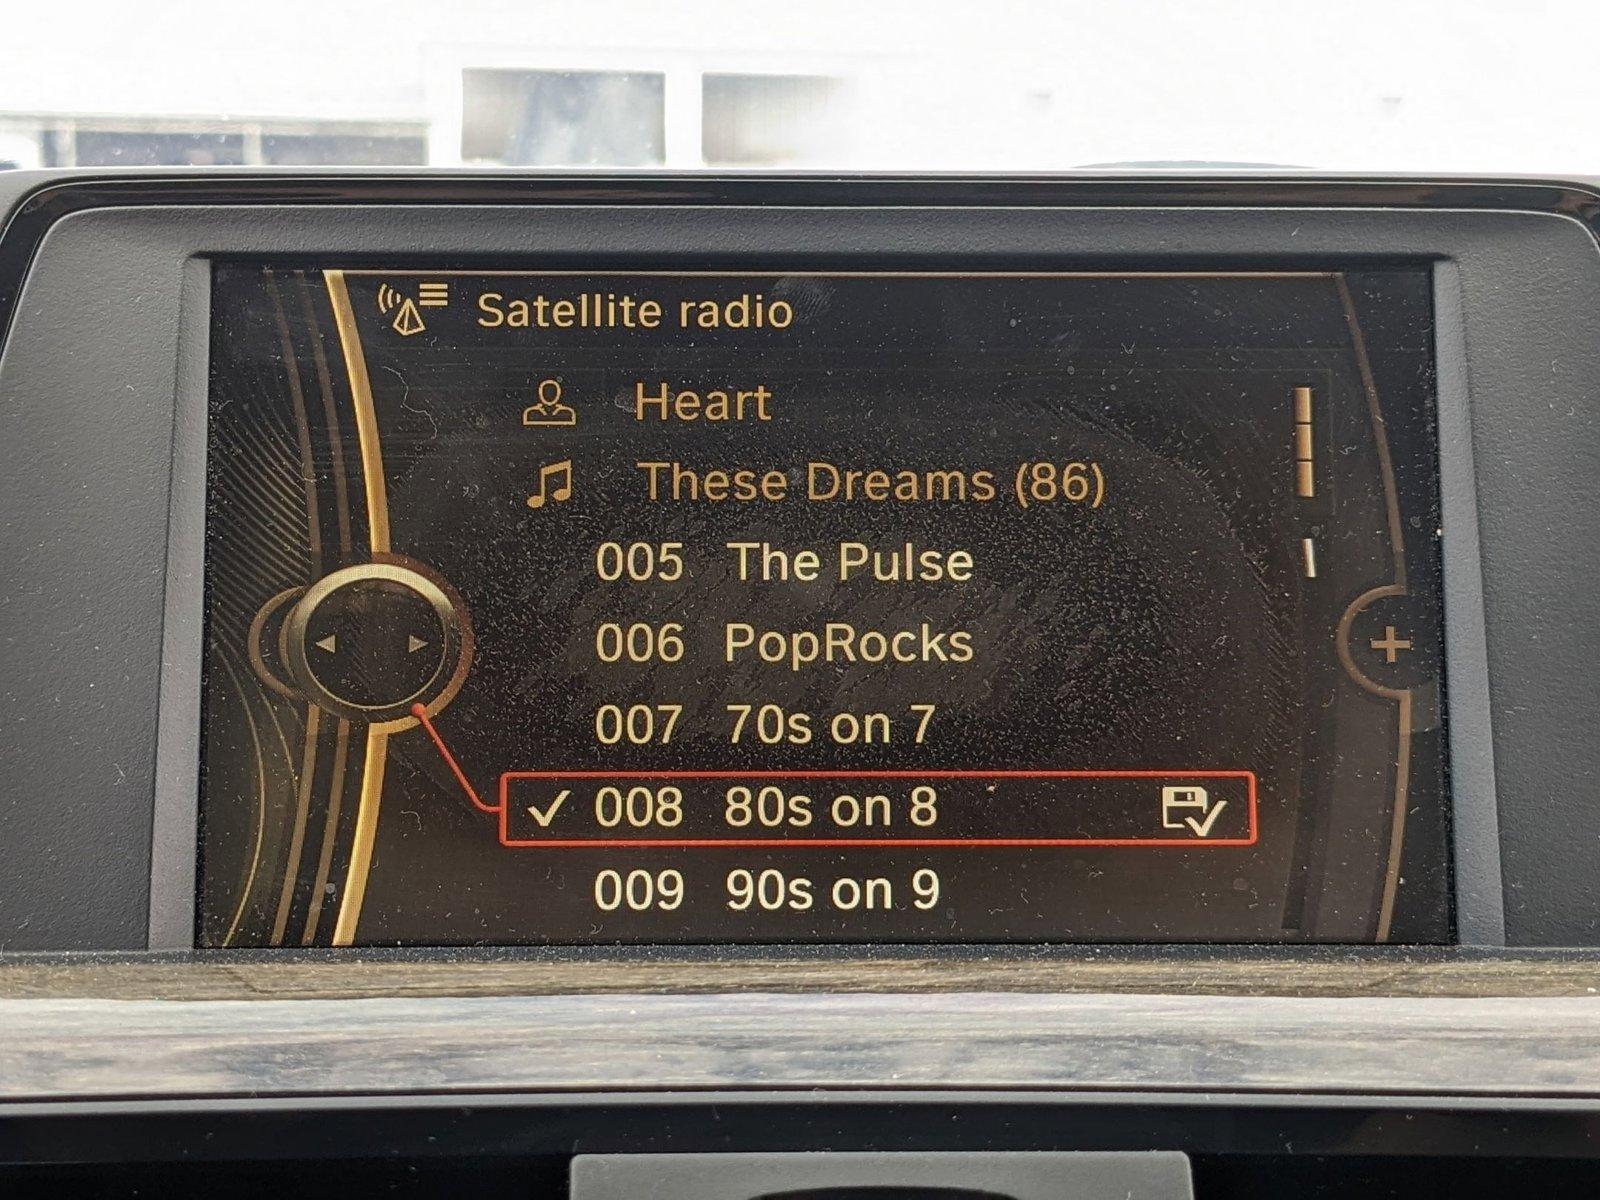 Satellite radio
Heart
These Dreams (86)
005 The Pulse
006 PopRocks
007 70s on 7
008 80s on 8
009 90s on 9